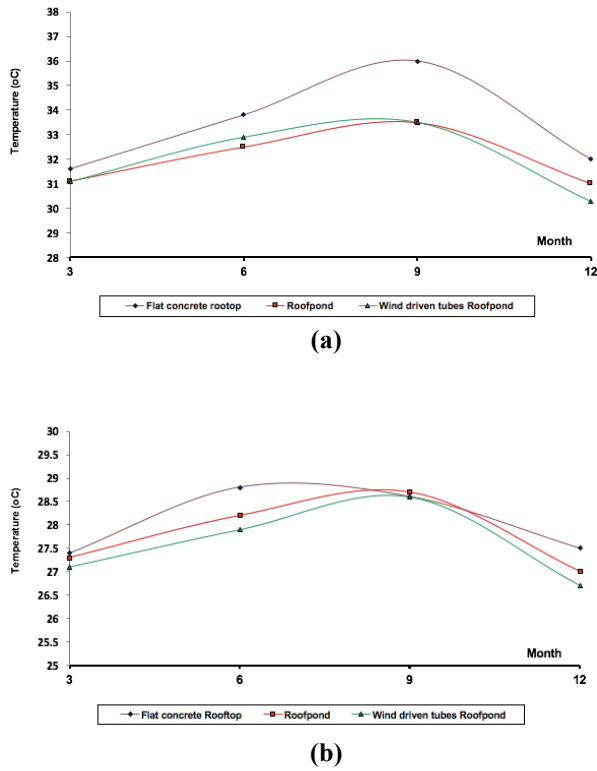 (a)
38
37
36
35
34
33
32
31
30
29
28
Temperature (oC)
3
6
9
12
Month
Flat concrete rootop
Roofpond
Wind driven tubes Roofpond
(a)
30
29.5
29
28.5
28
27.5
27
26.5
26
25.5
25
Temperature (oC)
3
6
9
12
Month
Flat concrete Rooftop
Roofpond
Wind driven tubes Roofpond
(b)